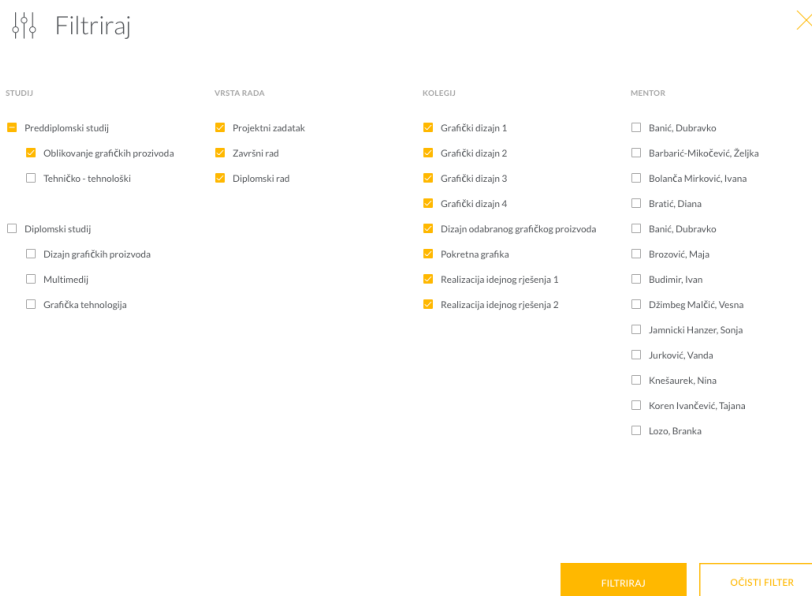 Filtriraj
STUDIJ
Preddiplomski studij
Oblikovanje grafičkih prozivoda
Tehničko - tehnološki
Diplomski studij
Dizajn grafičkih proizvoda
Multimedij
Grafička tehnologija
VRSTA RADA
Projektni zadatak
Završni rad
Diplomski rad
KOLEGIJ
Grafički dizajn 1
Grafički dizajn 2
Grafički dizajn 3
Grafički dizajn 4
Dizajn odabranog grafičkog proizvoda
Pokretna grafika
Realizacija idejnog rješenja 1
Realizacija idejnog rješenja 2
MENTOR
Banić, Dubravko
Barbarić-Mikočević, Željka
Bolanča Mirković, Ivana
Bratić, Diana
Banić, Dubravko
Brozović, Maja
Budimir, Ivan
Džimbeg Malčić, Vesna
Jamnicki Hanzer, Sonja
Jurković, Vanda
Knešaurek, Nina
Koren Ivančević, Tajana
Lozo, Branka
FILTRIRAJ
OČISTI FILTER